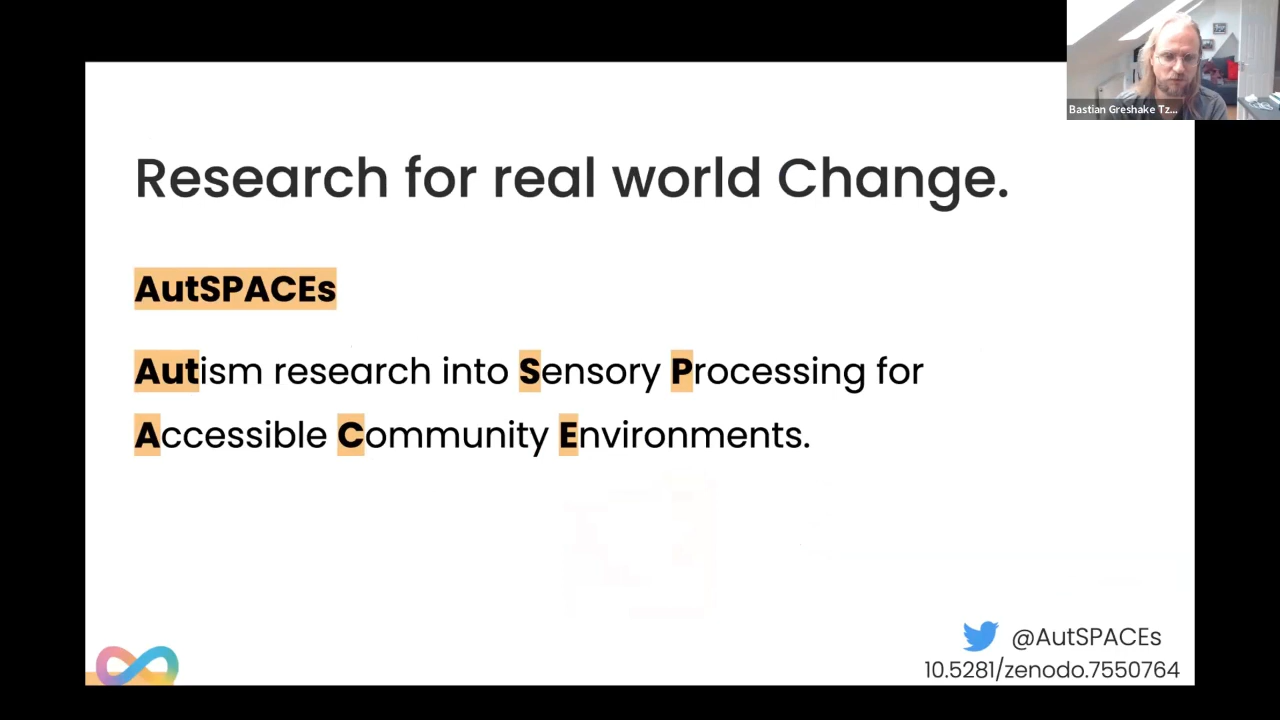 Bastian Greshake Tz...
Research for real world Change.
AutSPACEs
Autism research into Sensory Processing for
Accessible Community Environments.
@AutSPACEs
10.5281/zenodo.7550764